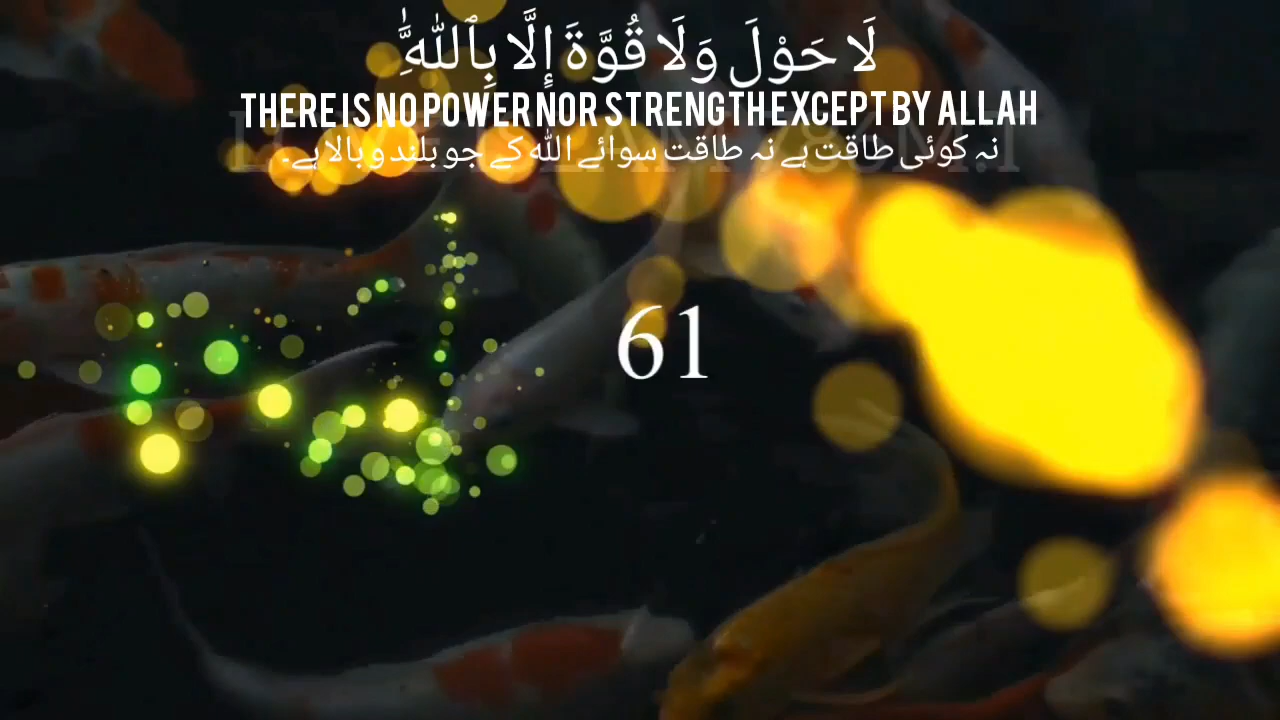 لَا حَوْلَ وَلَا قُوَّةَ إِلَّا بِٱللَّٰهِ
THERE IS NO POWER NOR STRENGTH EXCEPT BY ALLAH
نہ کوئی طاقت ہے نہ طاقت سوائے اللہ کے جو بلند و بالا ہے۔
61